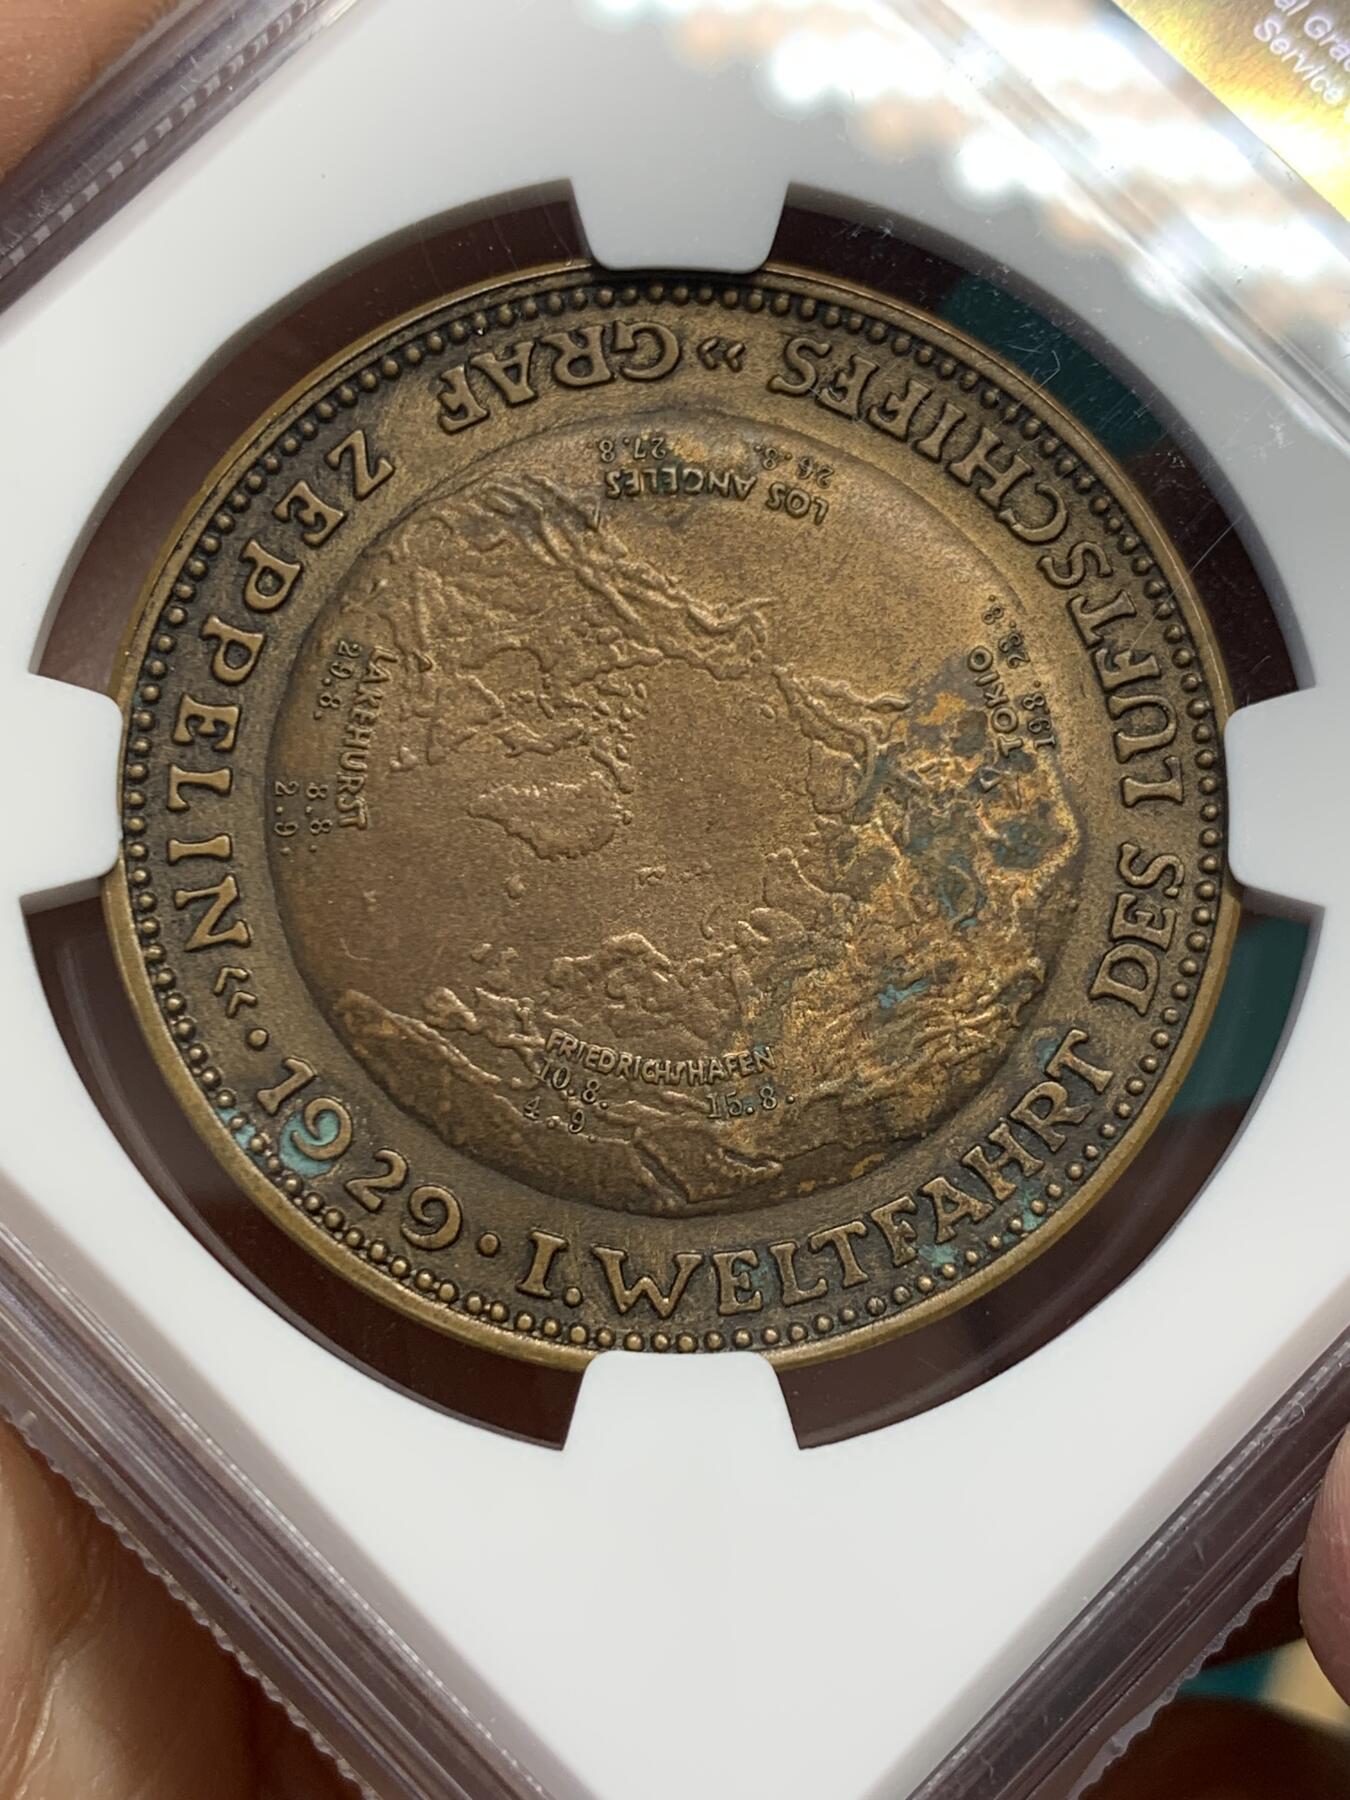 · 1929 · I. WELTFAHRT DES LUFTSCHIFFS »GRAF ZEPPELIN«
FRIEDRICHSHAFEN
10.8. 15.8.
4.9.
TOKIO
19.8. 23.8.
LOS ANGELES
26.8. 27.8.
LAKEHURST
29.8. 8.8.
2.9.
Service